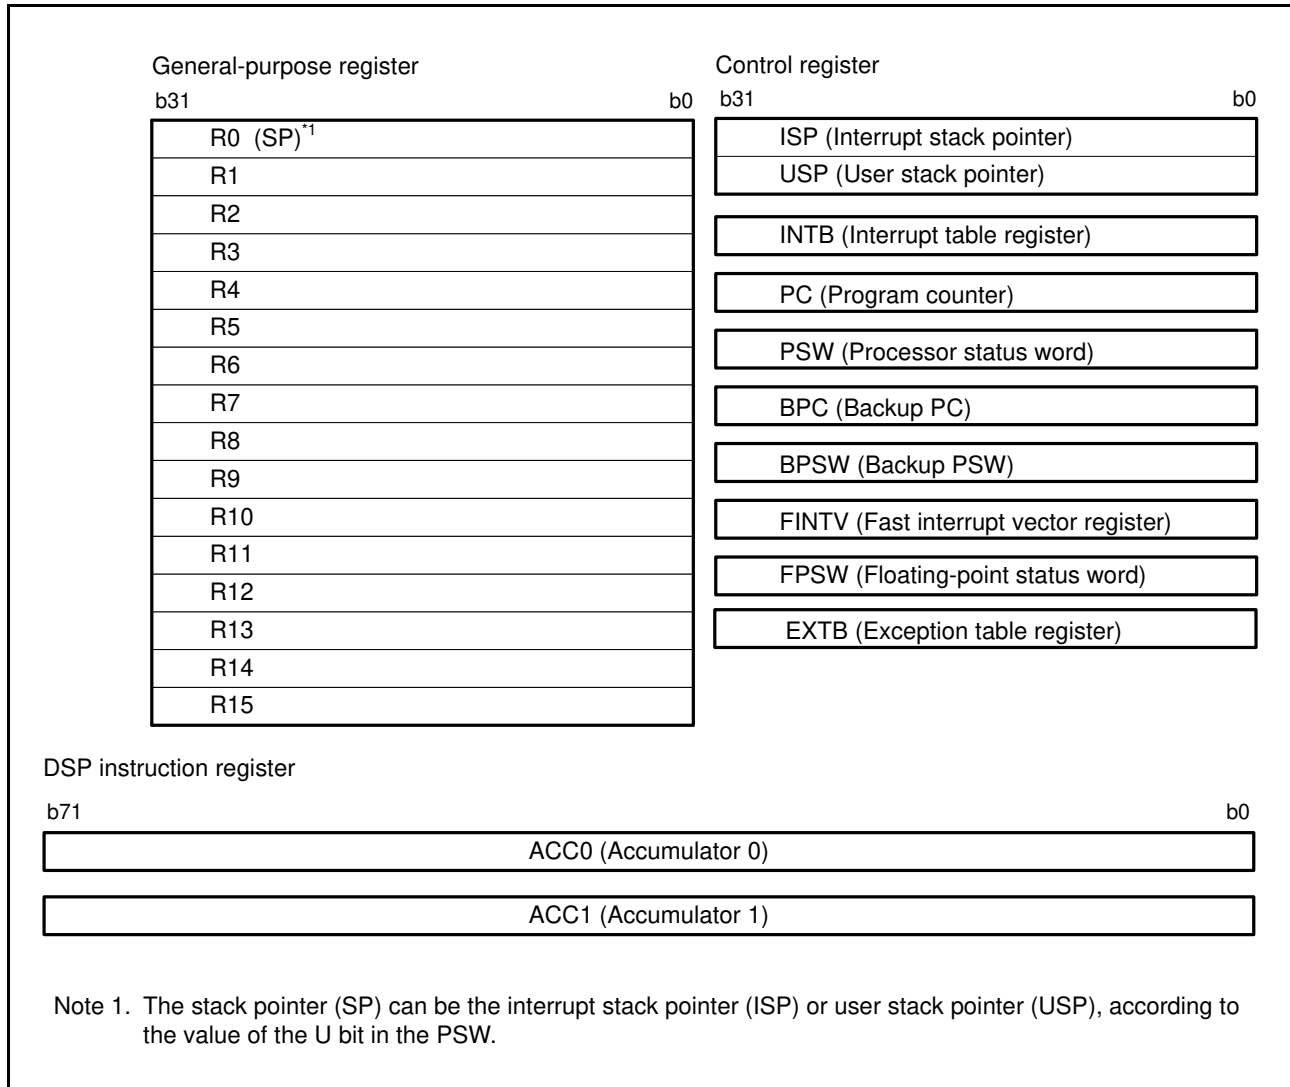 General-purpose register
b31 b0
R0 (SP)*1
R1
R2
R3
R4
R5
R6
R7
R8
R9
R10
R11
R12
R13
R14
R15
Control register
b31 b0
ISP (Interrupt stack pointer)
USP (User stack pointer)
INTB (Interrupt table register)
PC (Program counter)
PSW (Processor status word)
BPC (Backup PC)
BPSW (Backup PSW)
FINTV (Fast interrupt vector register)
FPSW (Floating-point status word)
EXTB (Exception table register)
DSP instruction register
b71 b0
ACC0 (Accumulator 0)
ACC1 (Accumulator 1)
Note 1. The stack pointer (SP) can be the interrupt stack pointer (ISP) or user stack pointer (USP), according to
the value of the U bit in the PSW.